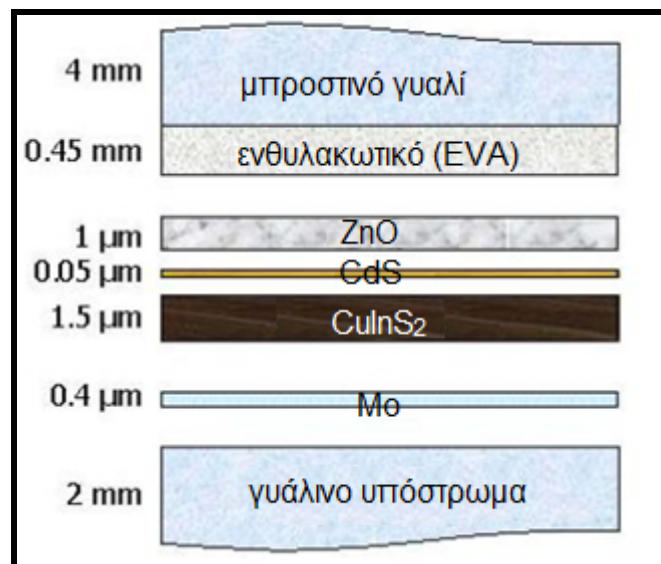 4 mm
μπροστινό γυαλί
0.45 mm
ενθυλακωτικό (EVA)
1 μm
ZnO
0.05 μm
CdS
1.5 μm
CuInS2
0.4 μm
Mo
2 mm
γυάλινο υπόστρωμα